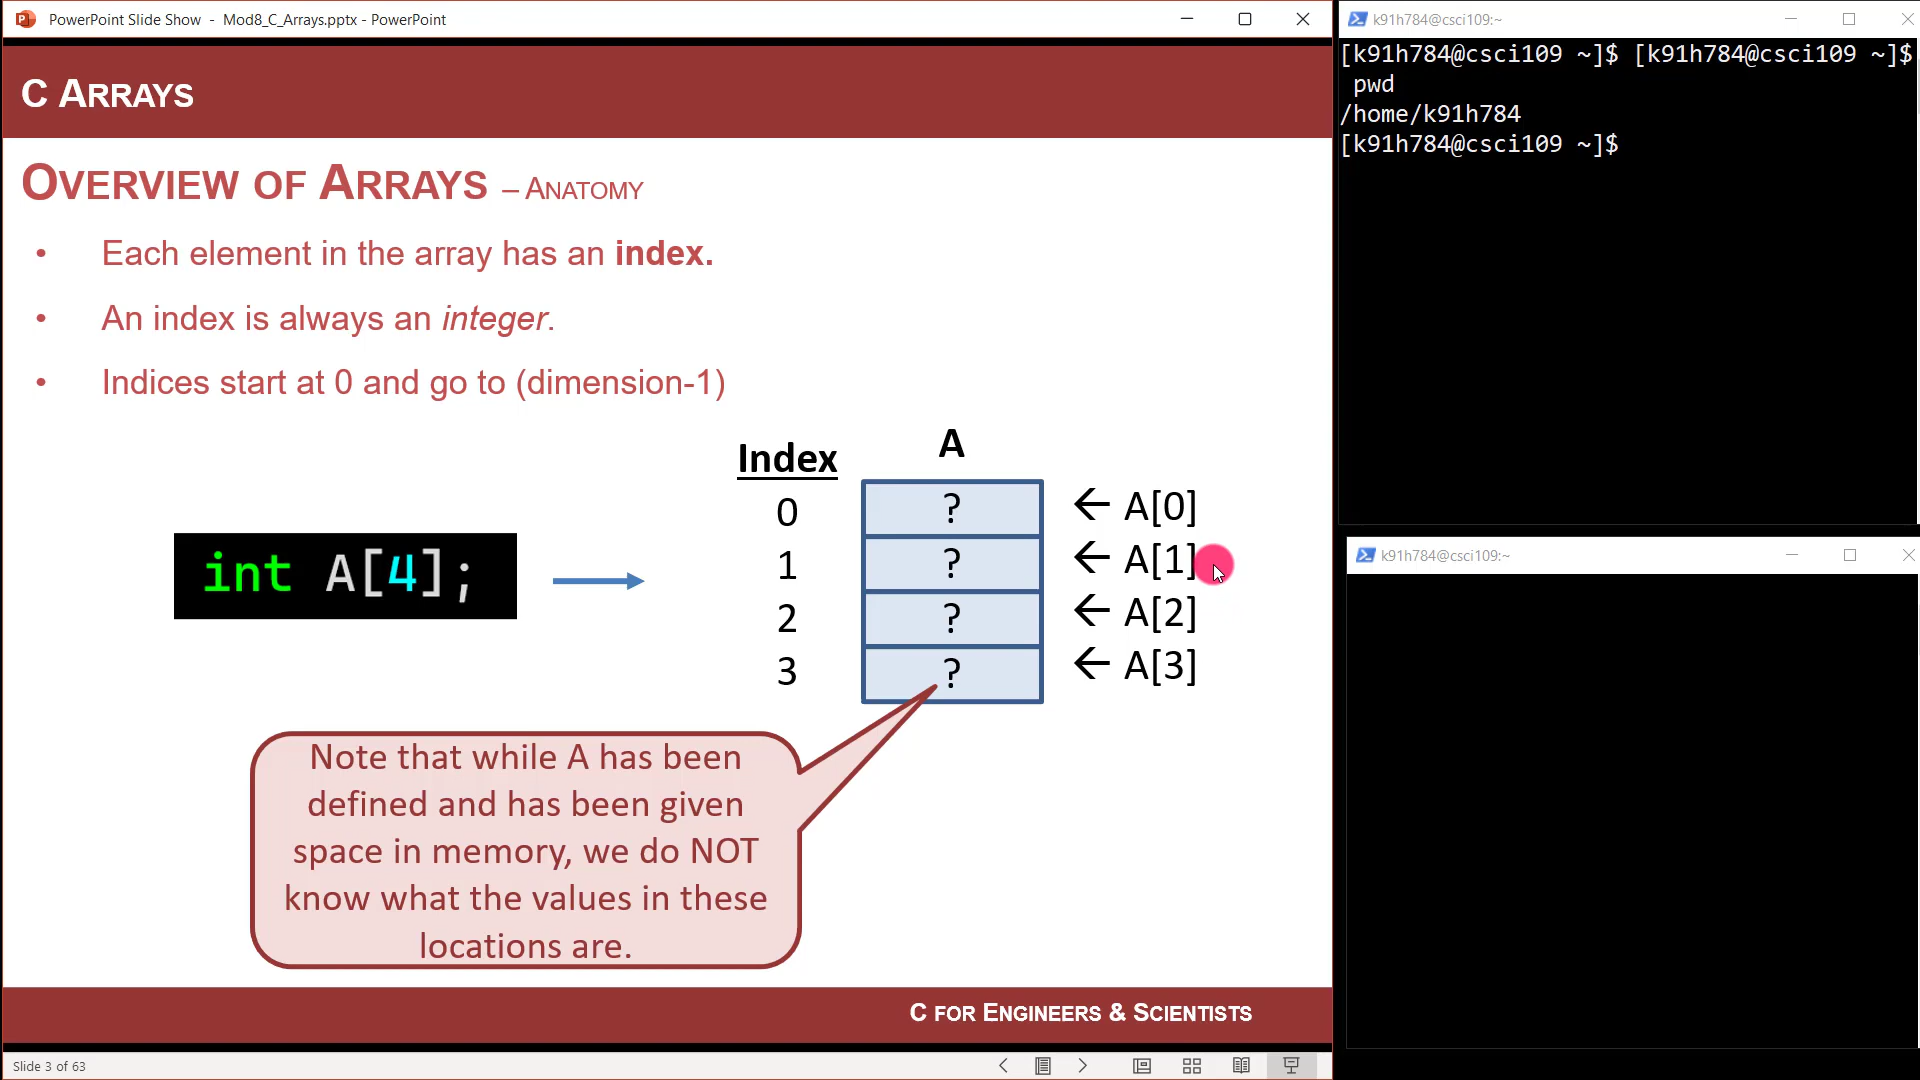 PowerPoint Slide Show - Mod8_C_Arrays.pptx - PowerPoint
C ARRAYS
OVERVIEW OF ARRAYS – ANATOMY
• Each element in the array has an index.
• An index is always an integer.
• Indices start at 0 and go to (dimension-1)
Index A
0 ? ← A[0]
1 ? ← A[1]
2 ? ← A[2]
3 ? ← A[3]
int A[4];
Note that while A has been
defined and has been given
space in memory, we do NOT
know what the values in these
locations are.
C FOR ENGINEERS & SCIENTISTS
Slide 3 of 63
k91h784@csci109:~
[k91h784@csci109 ~]$ [k91h784@csci109 ~]$
pwd
/home/k91h784
[k91h784@csci109 ~]$
k91h784@csci109:~